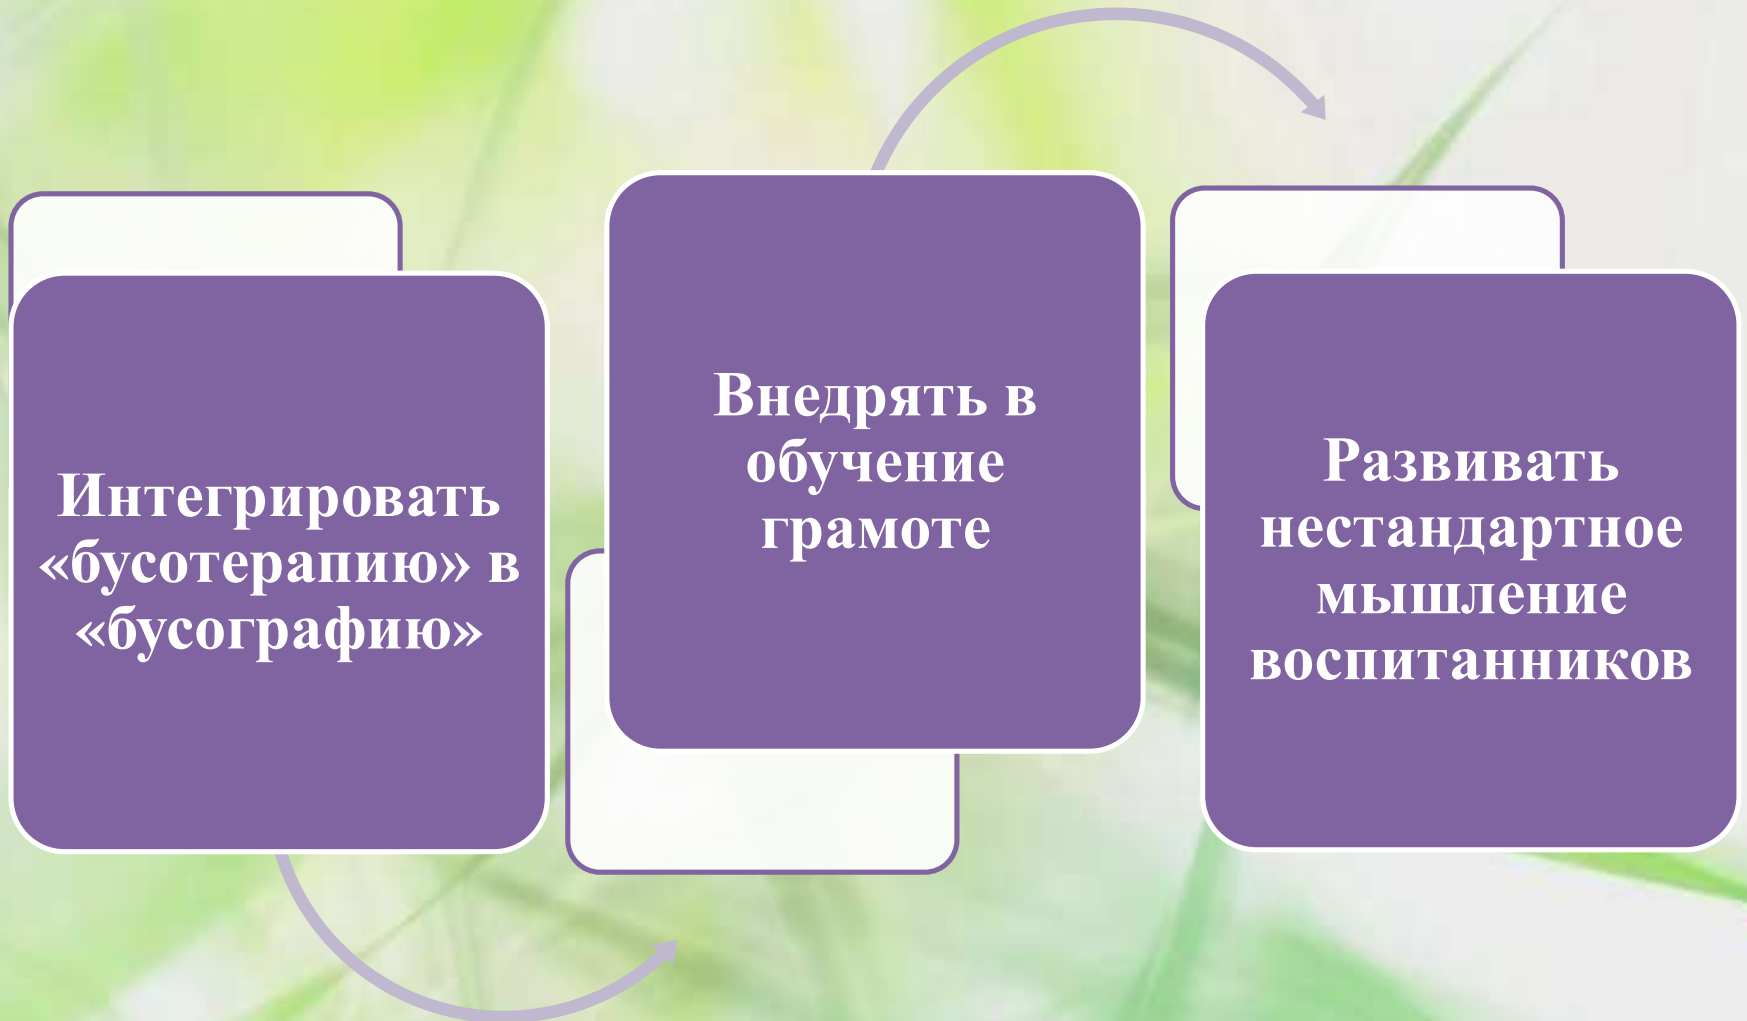 Интегрировать
«бусотерапию» в
«бусографию»
Внедрять в
обучение
грамоте
Развивать
нестандартное
мышление
воспитанников